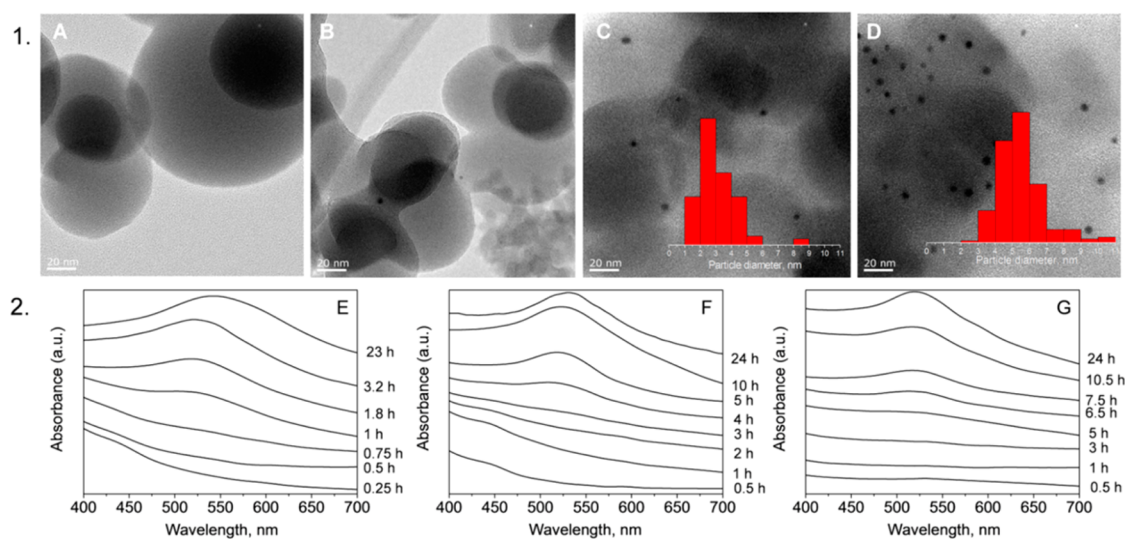 1.
A
B
C
D
20 nm
20 nm
20 nm
20 nm
0 1 2 3 4 5 6 7 8 9 10 11
Particle diameter, nm
0 1 2 3 4 5 6 7 8 9 10
Particle diameter, nm
2.
E
Absorbance (a.u.)
23 h
3.2 h
1.8 h
1 h
0.75 h
0.5 h
0.25 h
400 450 500 550 600 650 700
Wavelength, nm
F
Absorbance (a.u.)
24 h
10 h
5 h
4 h
3 h
2 h
1 h
0.5 h
400 450 500 550 600 650 700
Wavelength, nm
G
Absorbance (a.u.)
24 h
10.5 h
7.5 h
6.5 h
5 h
3 h
1 h
0.5 h
400 450 500 550 600 650 700
Wavelength, nm